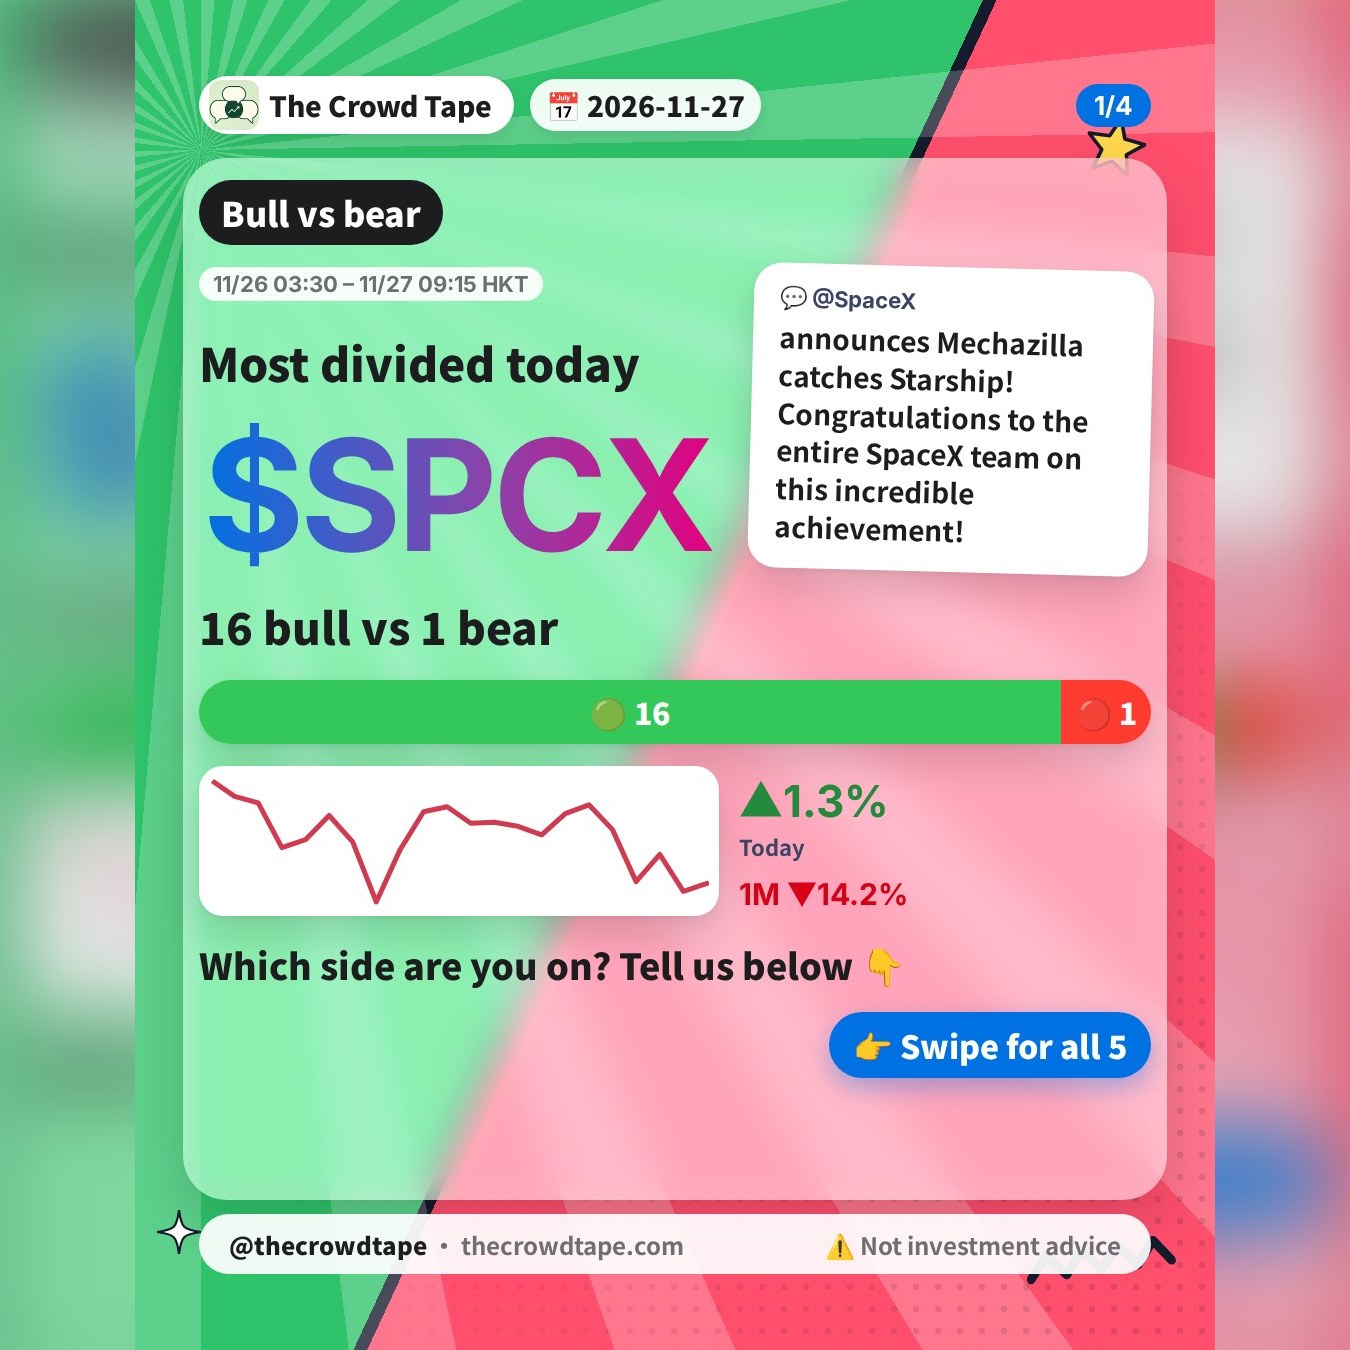 The Crowd Tape
July
17
2026-11-27
1/4
Bull vs bear
11/26 03:30 – 11/27 09:15 HKT
Most divided today
$SPCX
16 bull vs 1 bear
💬 @SpaceX
announces Mechazilla
catches Starship!
Congratulations to the
entire SpaceX team on
this incredible
achievement!
🟢 16
🔴 1
▲1.3%
Today
1M ▼14.2%
Which side are you on? Tell us below 👇
👉 Swipe for all 5
@thecrowdtape • thecrowdtape.com
⚠️ Not investment advice